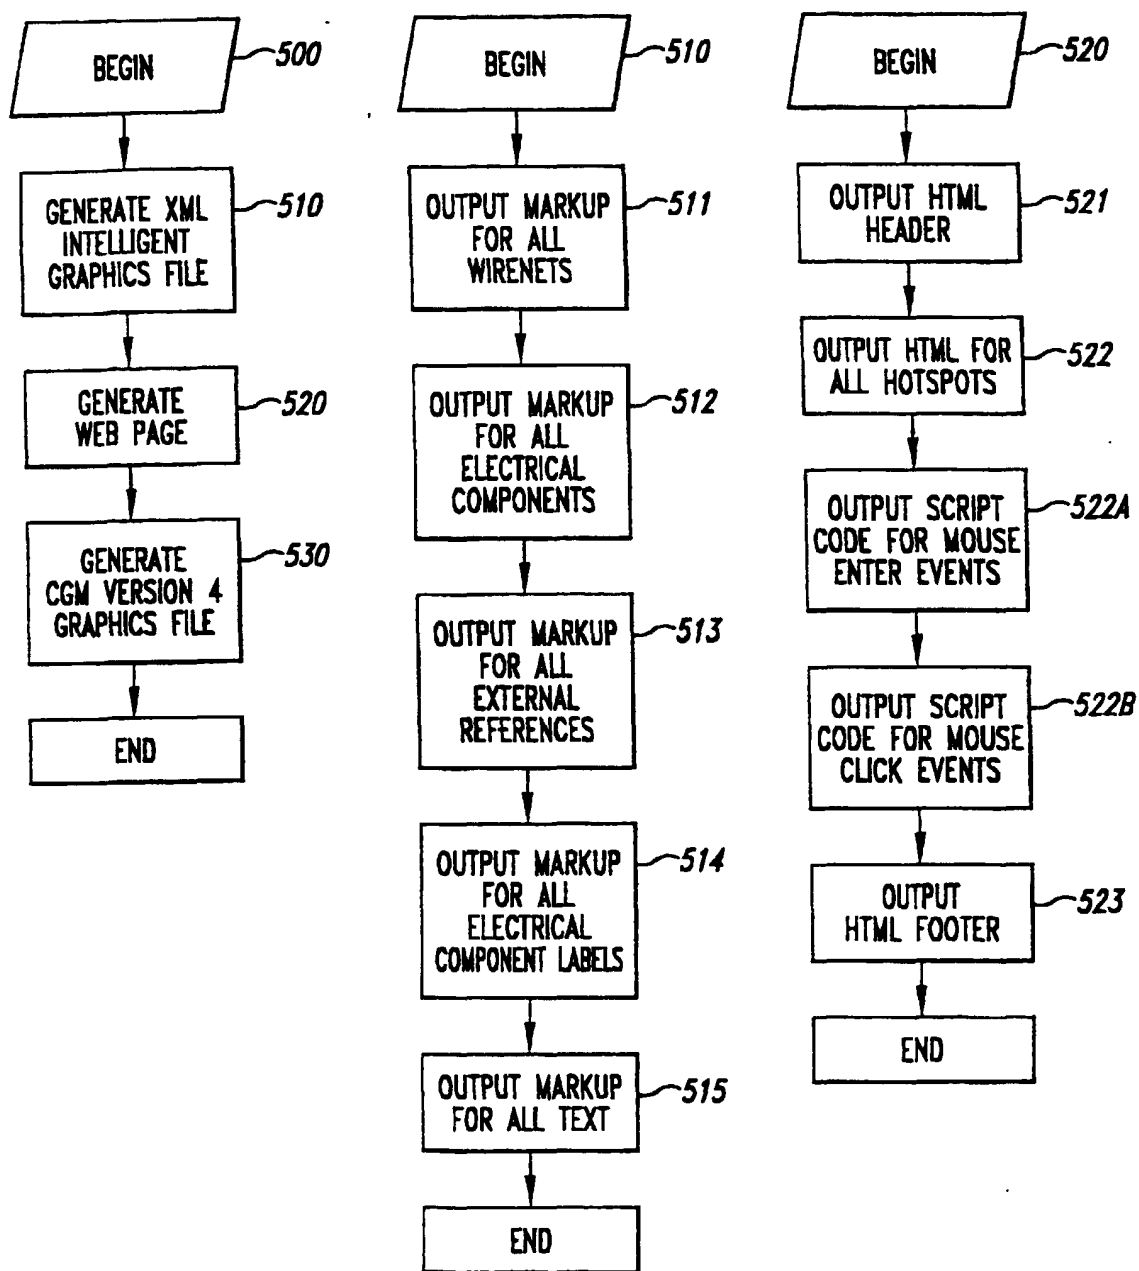 BEGIN
500
GENERATE XML
INTELLIGENT
GRAPHICS FILE
510
GENERATE
WEB PAGE
520
GENERATE
CGM VERSION 4
GRAPHICS FILE
530
END
BEGIN
510
OUTPUT MARKUP
FOR ALL
WIRENETS
511
OUTPUT MARKUP
FOR ALL
ELECTRICAL
COMPONENTS
512
OUTPUT MARKUP
FOR ALL
EXTERNAL
REFERENCES
513
OUTPUT MARKUP
FOR ALL
ELECTRICAL
COMPONENT LABELS
514
OUTPUT MARKUP
FOR ALL TEXT
515
END
BEGIN
520
OUTPUT HTML
HEADER
521
OUTPUT HTML FOR
ALL HOTSPOTS
522
OUTPUT SCRIPT
CODE FOR MOUSE
ENTER EVENTS
522A
OUTPUT SCRIPT
CODE FOR MOUSE
CLICK EVENTS
522B
OUTPUT
HTML FOOTER
523
END